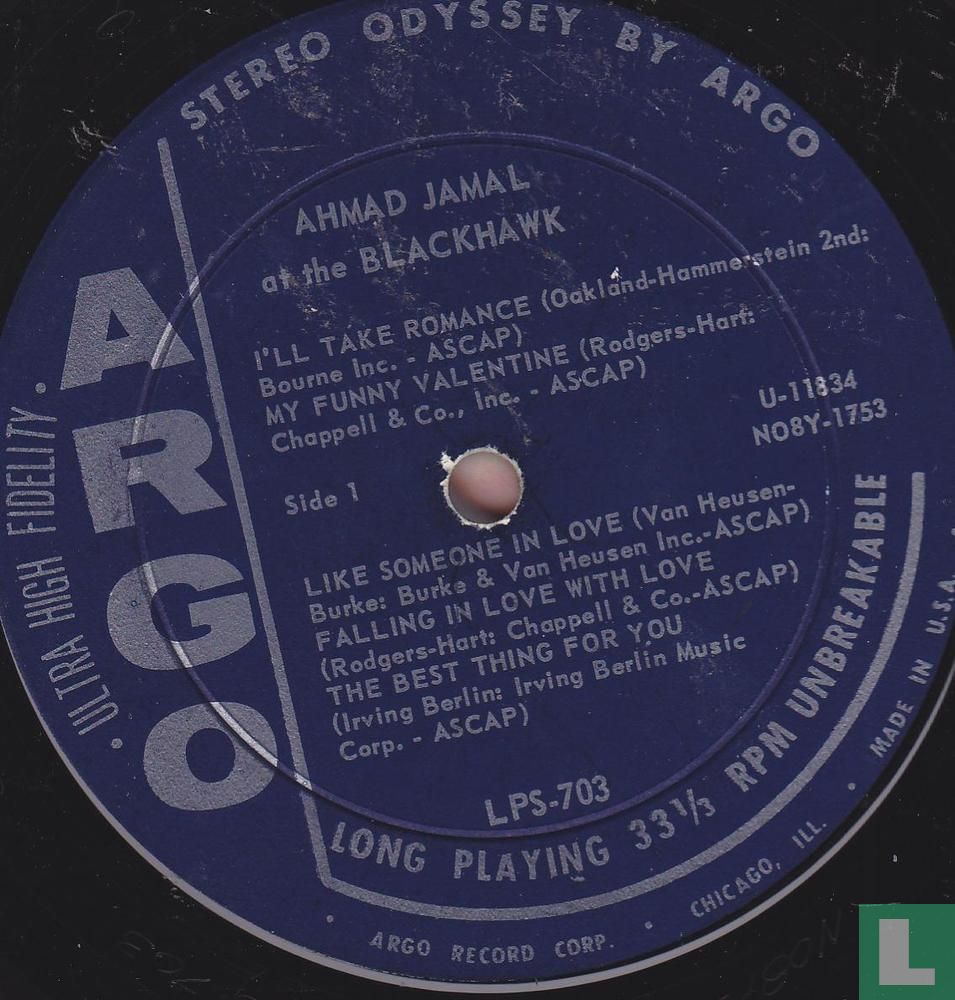 STEREO ODYSSEY BY ARGO
AHMAD JAMAL
at the BLACKHAWK
I'LL TAKE ROMANCE (Oakland-Hammerstein 2nd:
Bourne Inc. - ASCAP)
MY FUNNY VALENTINE (Rodgers-Hart:
Chappell & Co., Inc. - ASCAP)
U-11834
NO8Y-1753
Side 1
LIKE SOMEONE IN LOVE (Van Heusen-
Burke: Burke & Van Heusen Inc.-ASCAP)
FALLING IN LOVE WITH LOVE
(Rodgers-Hart: Chappell & Co.-ASCAP)
THE BEST THING FOR YOU
(Irving Berlin: Irving Berlin Music
Corp. - ASCAP)
LPS-703
ARGO
• ULTRA HIGH FIDELITY •
LONG PLAYING 33 1/3 RPM UNBREAKABLE
• ARGO RECORD CORP. • CHICAGO, ILL. • MADE IN U.S.A.
L